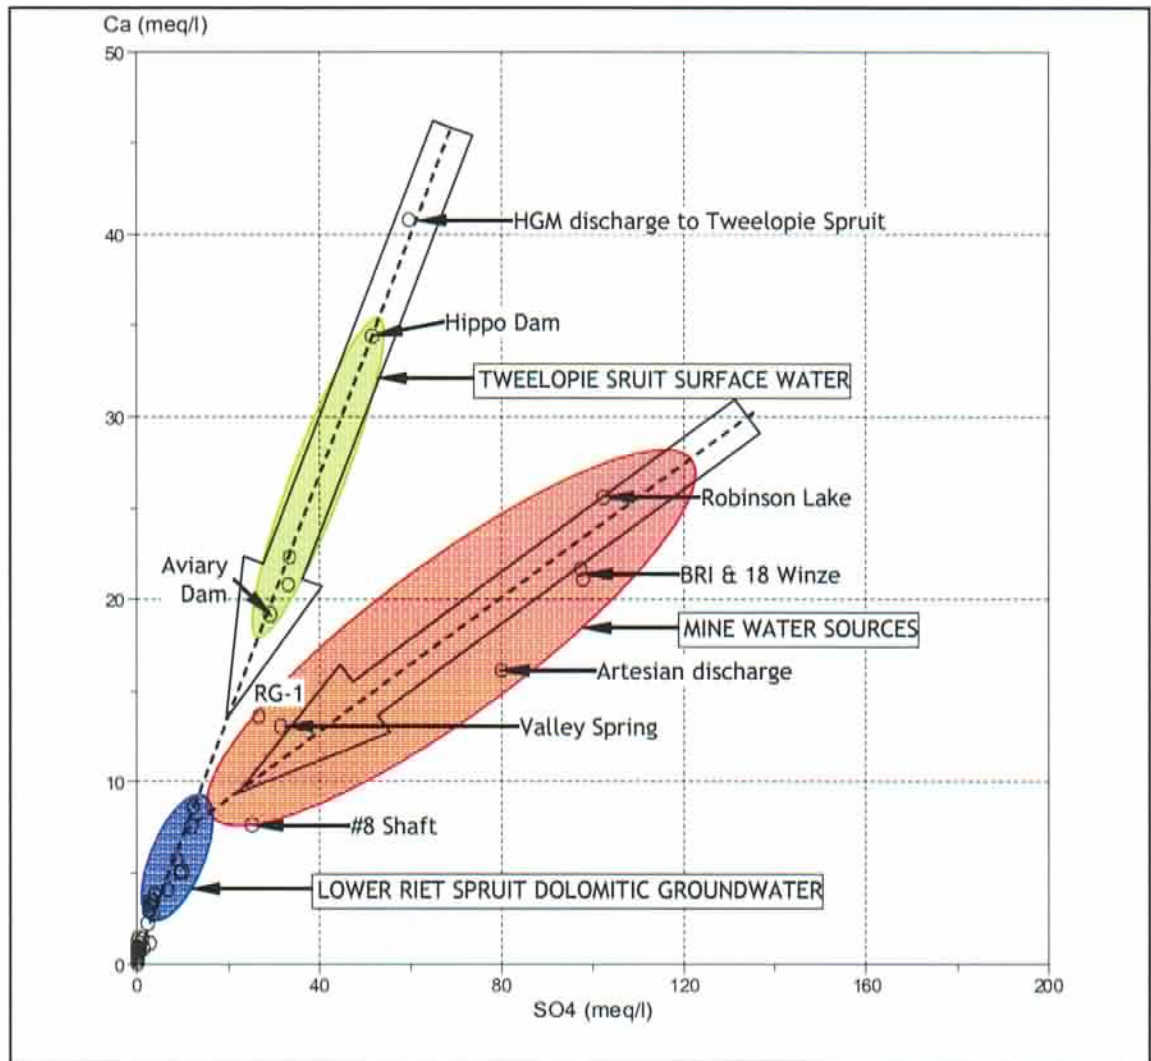 Ca (meq/l)
50
40
HGM discharge to Tweelopie Spruit
Hippo Dam
TWEELOPIE SRUIT SURFACE WATER
30
Robinson Lake
Aviary
Dam
BRI & 18 Winze
20
MINE WATER SOURCES
Artesian discharge
RG-1
Valley Spring
10
#8 Shaft
LOWER RIET SPRUIT DOLOMITIC GROUNDWATER
0
0 40 80 120 160 200
SO4 (meq/l)